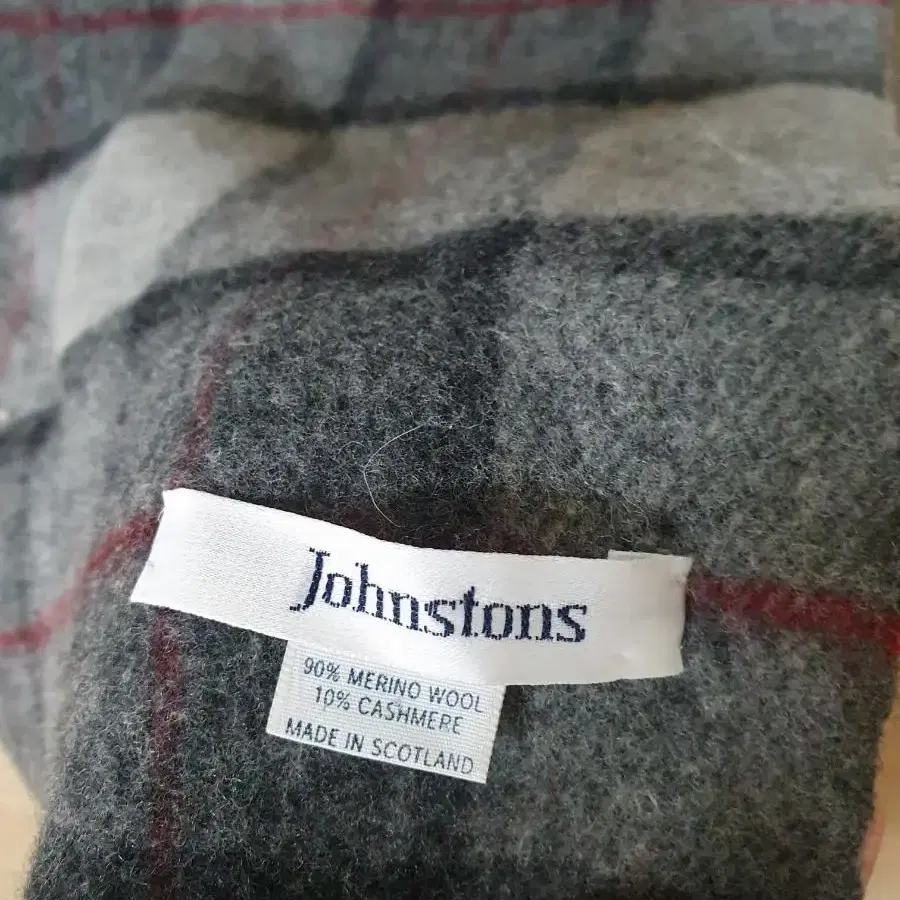 Johnstons
90% MERINO WOOL
10% CASHMERE
MADE IN SCOTLAND